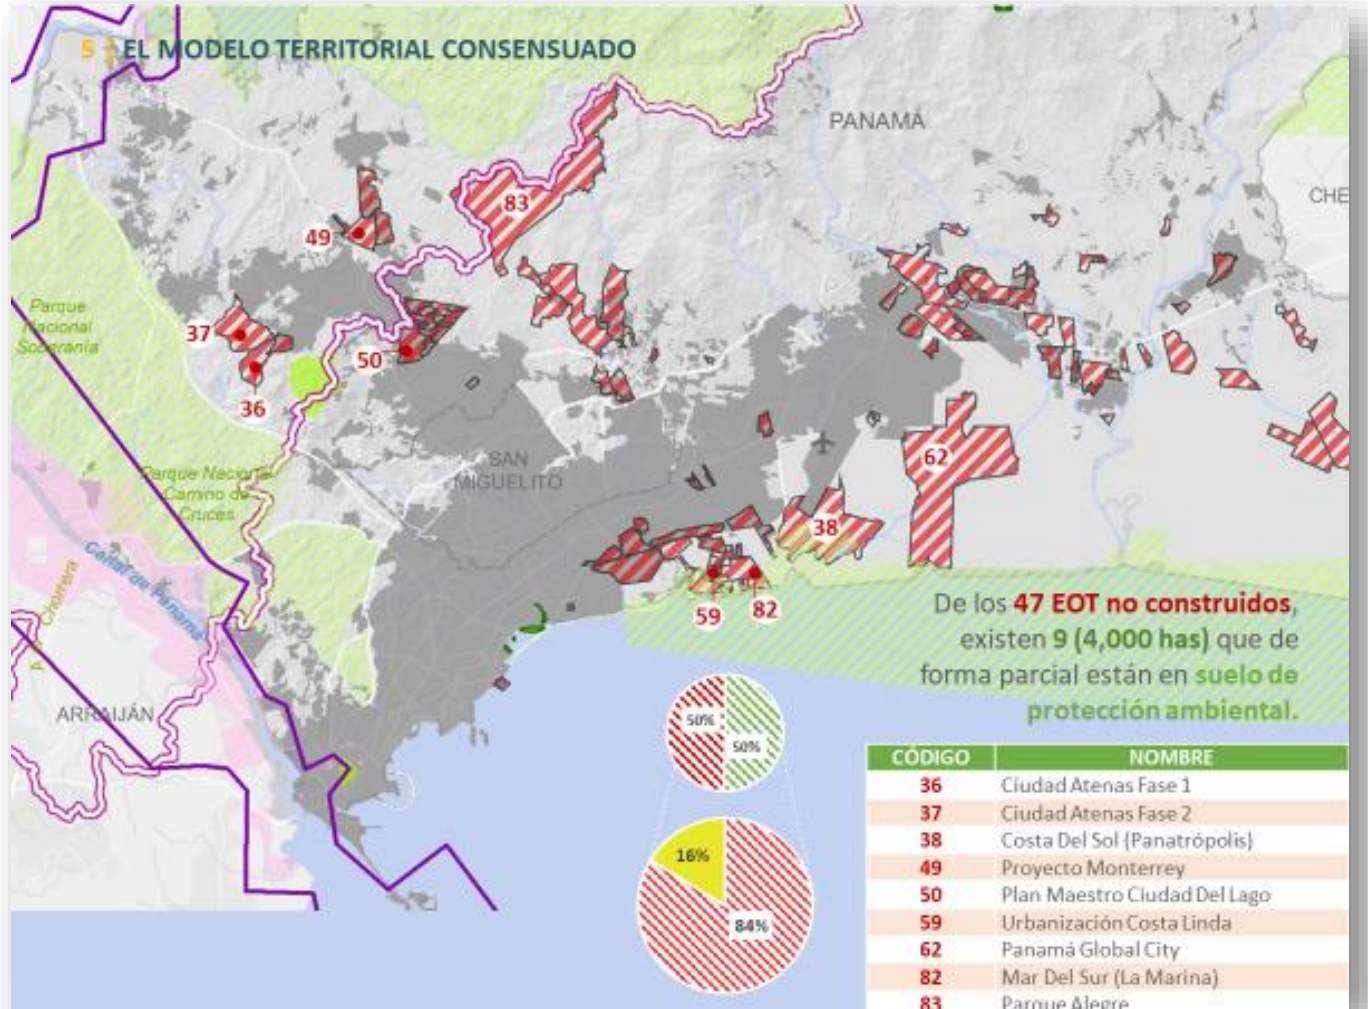 5 | EL MODELO TERRITORIAL CONSENSUADO
PANAMÁ
CHE
83
49
Parque
Nacional
Soberanía
37
50
36
SAN
MIGUELITO
62
Parque Nacional
Camino de
Cruces
38
Canal de Panamá
A La Chorrera
59
82
ARRAIJÁN
De los 47 EOT no construidos,
existen 9 (4,000 has) que de
forma parcial están en suelo de
protección ambiental.
50%
50%
16%
84%
CÓDIGO NOMBRE
36 Ciudad Atenas Fase 1
37 Ciudad Atenas Fase 2
38 Costa Del Sol (Panatrópolis)
49 Proyecto Monterrey
50 Plan Maestro Ciudad Del Lago
59 Urbanización Costa Linda
62 Panamá Global City
82 Mar Del Sur (La Marina)
83 Parque Alegre